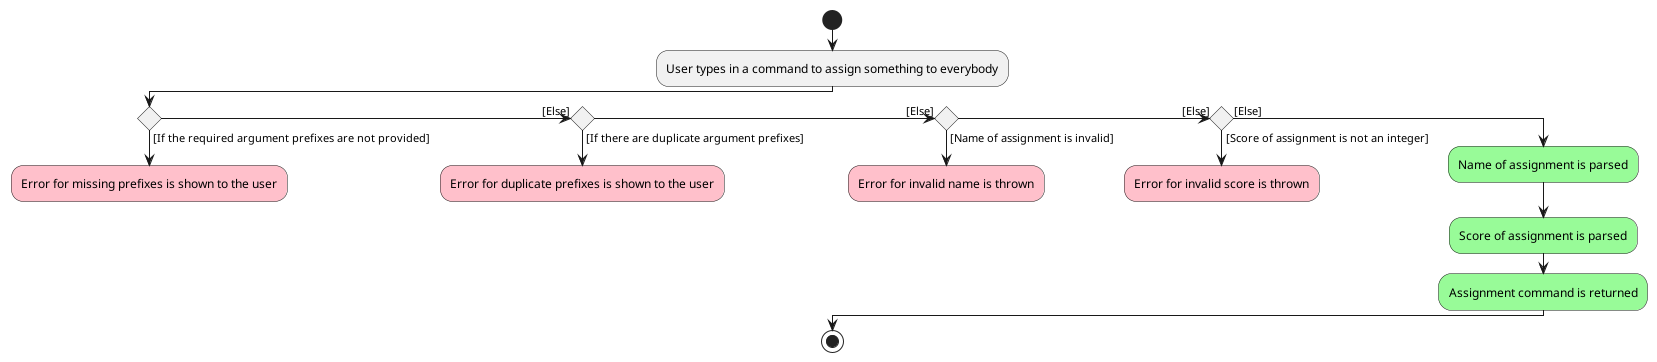 User types in a command to assign something to everybody
[Else]
[Else]
[Else]
[Else]
[If the required argument prefixes are not provided]
[If there are duplicate argument prefixes]
[Name of assignment is invalid]
[Score of assignment is not an integer]
Error for missing prefixes is shown to the user
Error for duplicate prefixes is shown to the user
Error for invalid name is thrown
Error for invalid score is thrown
Name of assignment is parsed
Score of assignment is parsed
Assignment command is returned